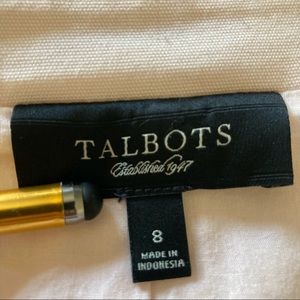 TALBOTS
Established 1947
8
MADE IN
INDONESIA